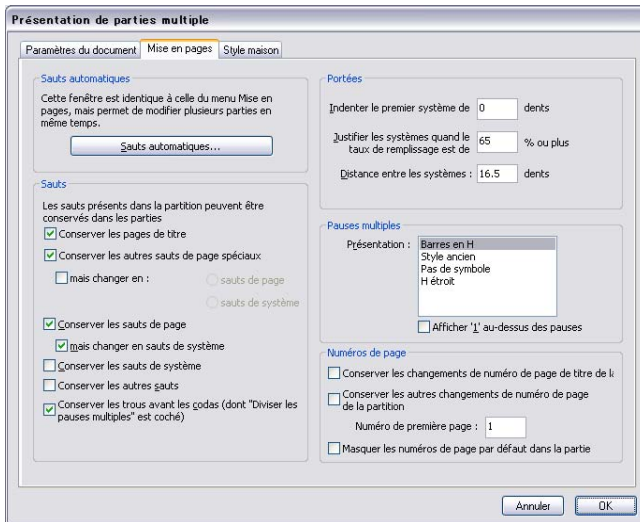 Présentation de parties multiple
Paramètres du document
Mise en pages
Style maison
Sauts automatiques
Cette fenêtre est identique à celle du menu Mise en
pages, mais permet de modifier plusieurs parties en
même temps.
Sauts automatiques...
Sauts
Les sauts présents dans la partition peuvent être
conservés dans les parties
Conserver les pages de titre
Conserver les autres sauts de page spéciaux
mais changer en :
sauts de page
sauts de système
Conserver les sauts de page
mais changer en sauts de système
Conserver les sauts de système
Conserver les autres sauts
Conserver les trous avant les codas (dont "Diviser les
pauses multiples" est coché)
Portées
Indenter le premier système de 0 dents
Justifier les systèmes quand le
taux de remplissage est de 65 % ou plus
Distance entre les systèmes : 16.5 dents
Pauses multiples
Présentation :
Barres en H
Style ancien
Pas de symbole
H étroit
Afficher '1' au-dessus des pauses
Numéros de page
Conserver les changements de numéro de page de titre de la
Conserver les autres changements de numéro de page
de la partition
Numéro de première page : 1
Masquer les numéros de page par défaut dans la partie
Annuler
OK